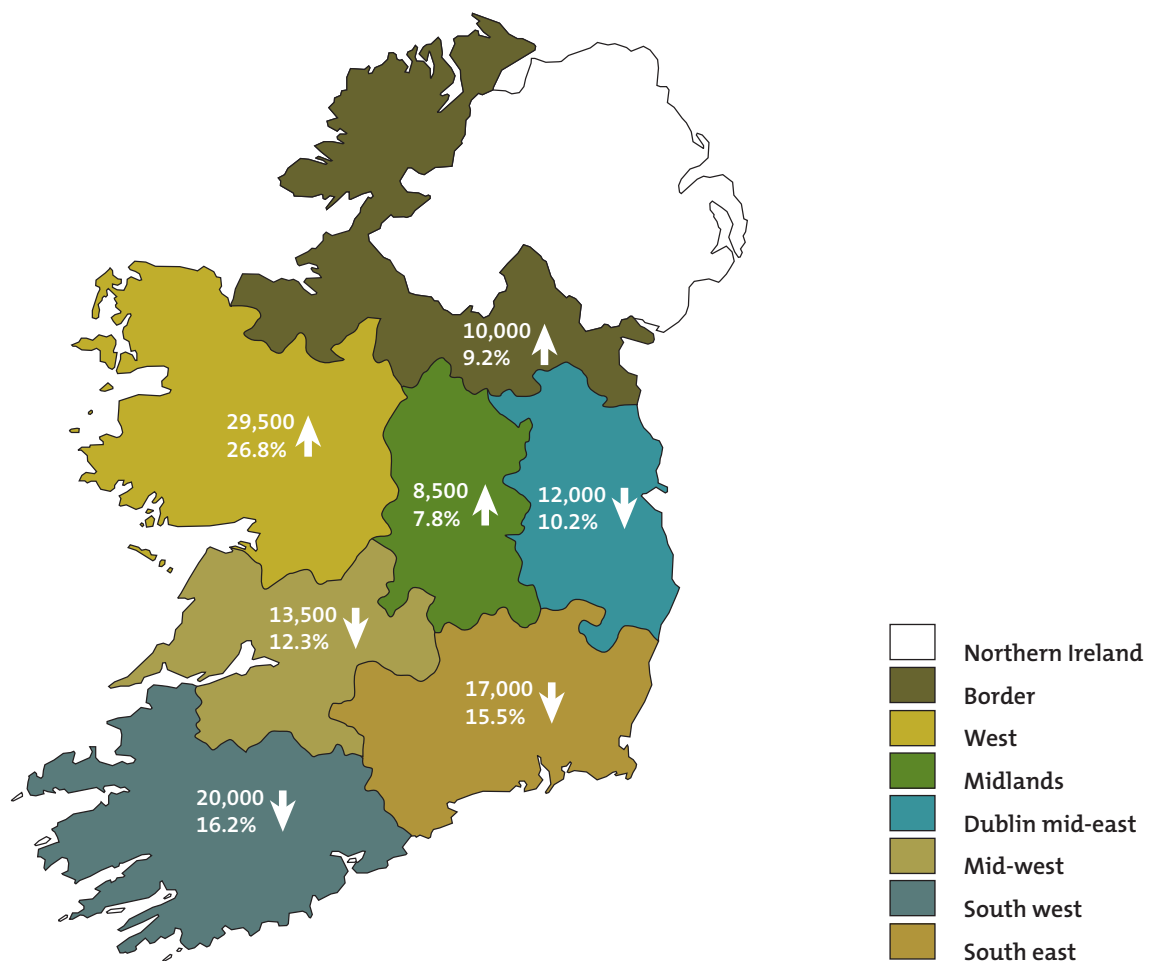 10,000
9.2%
29,500
26.8%
8,500
7.8%
12,000
10.2%
13,500
12.3%
17,000
15.5%
20,000
16.2%
Northern Ireland
Border
West
Midlands
Dublin mid-east
Mid-west
South west
South east